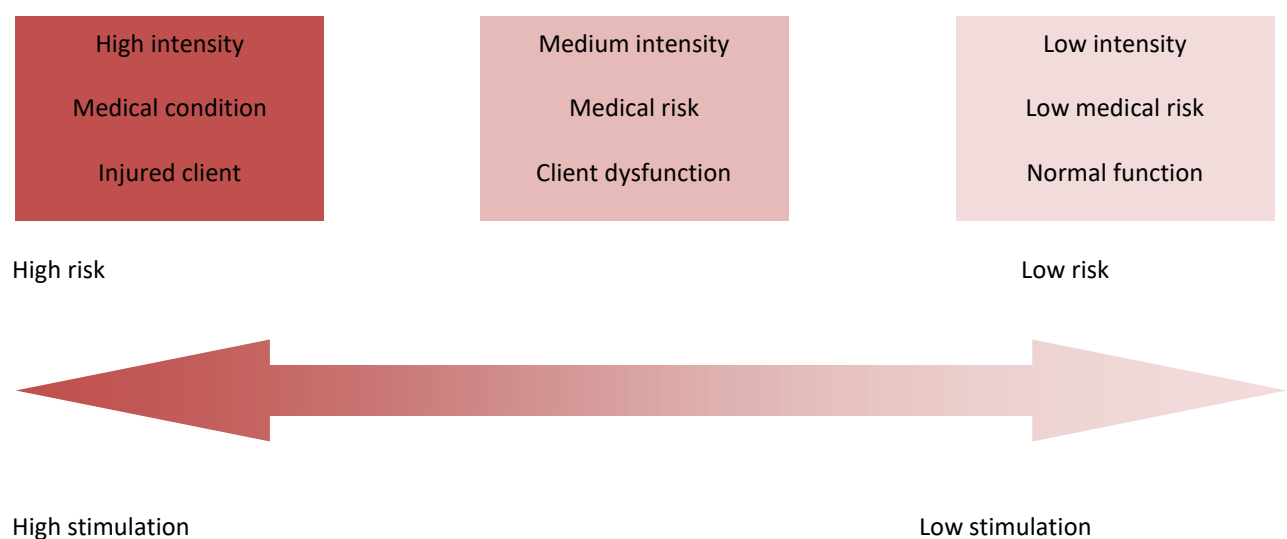 High intensity
Medical condition
Injured client
Medium intensity
Medical risk
Client dysfunction
Low intensity
Low medical risk
Normal function
High risk
Low risk
High stimulation
Low stimulation